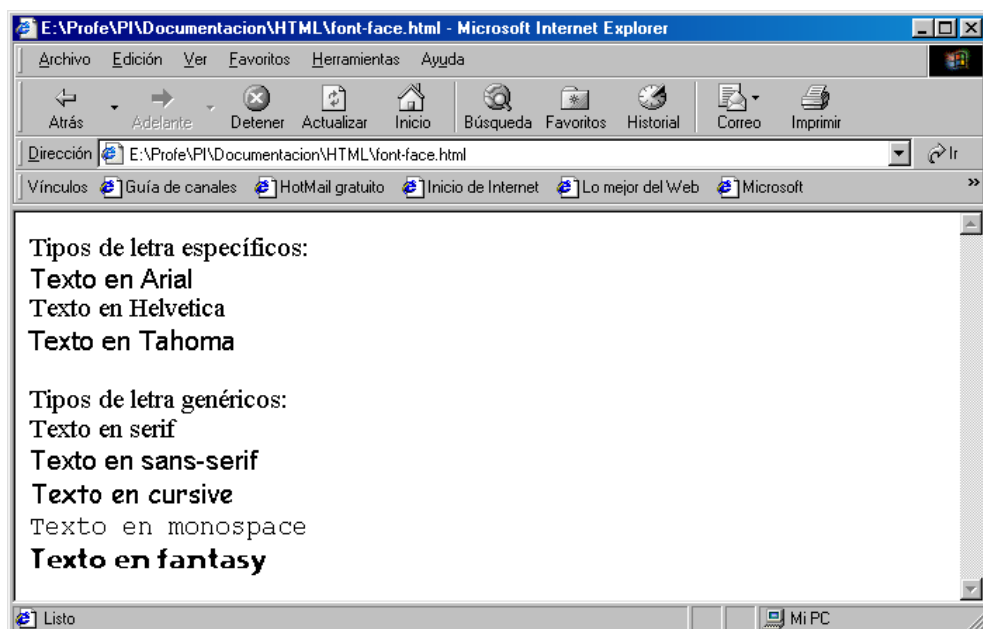 E:\Profe\PI\Documentacion\HTML\font-face.html - Microsoft Internet Explorer
Archivo Edición Ver Favoritos Herramientas Ayuda
Atrás Adelante Detener Actualizar Inicio Búsqueda Favoritos Historial Correo Imprimir
Dirección E:\Profe\PI\Documentacion\HTML\font-face.html Ir
Vínculos Guía de canales HotMail gratuito Inicio de Internet Lo mejor del Web Microsoft »
Tipos de letra específicos:
Texto en Arial
Texto en Helvetica
Texto en Tahoma
Tipos de letra genéricos:
Texto en serif
Texto en sans-serif
Texto en cursive
Texto en monospace
Texto en fantasy
Listo Mi PC